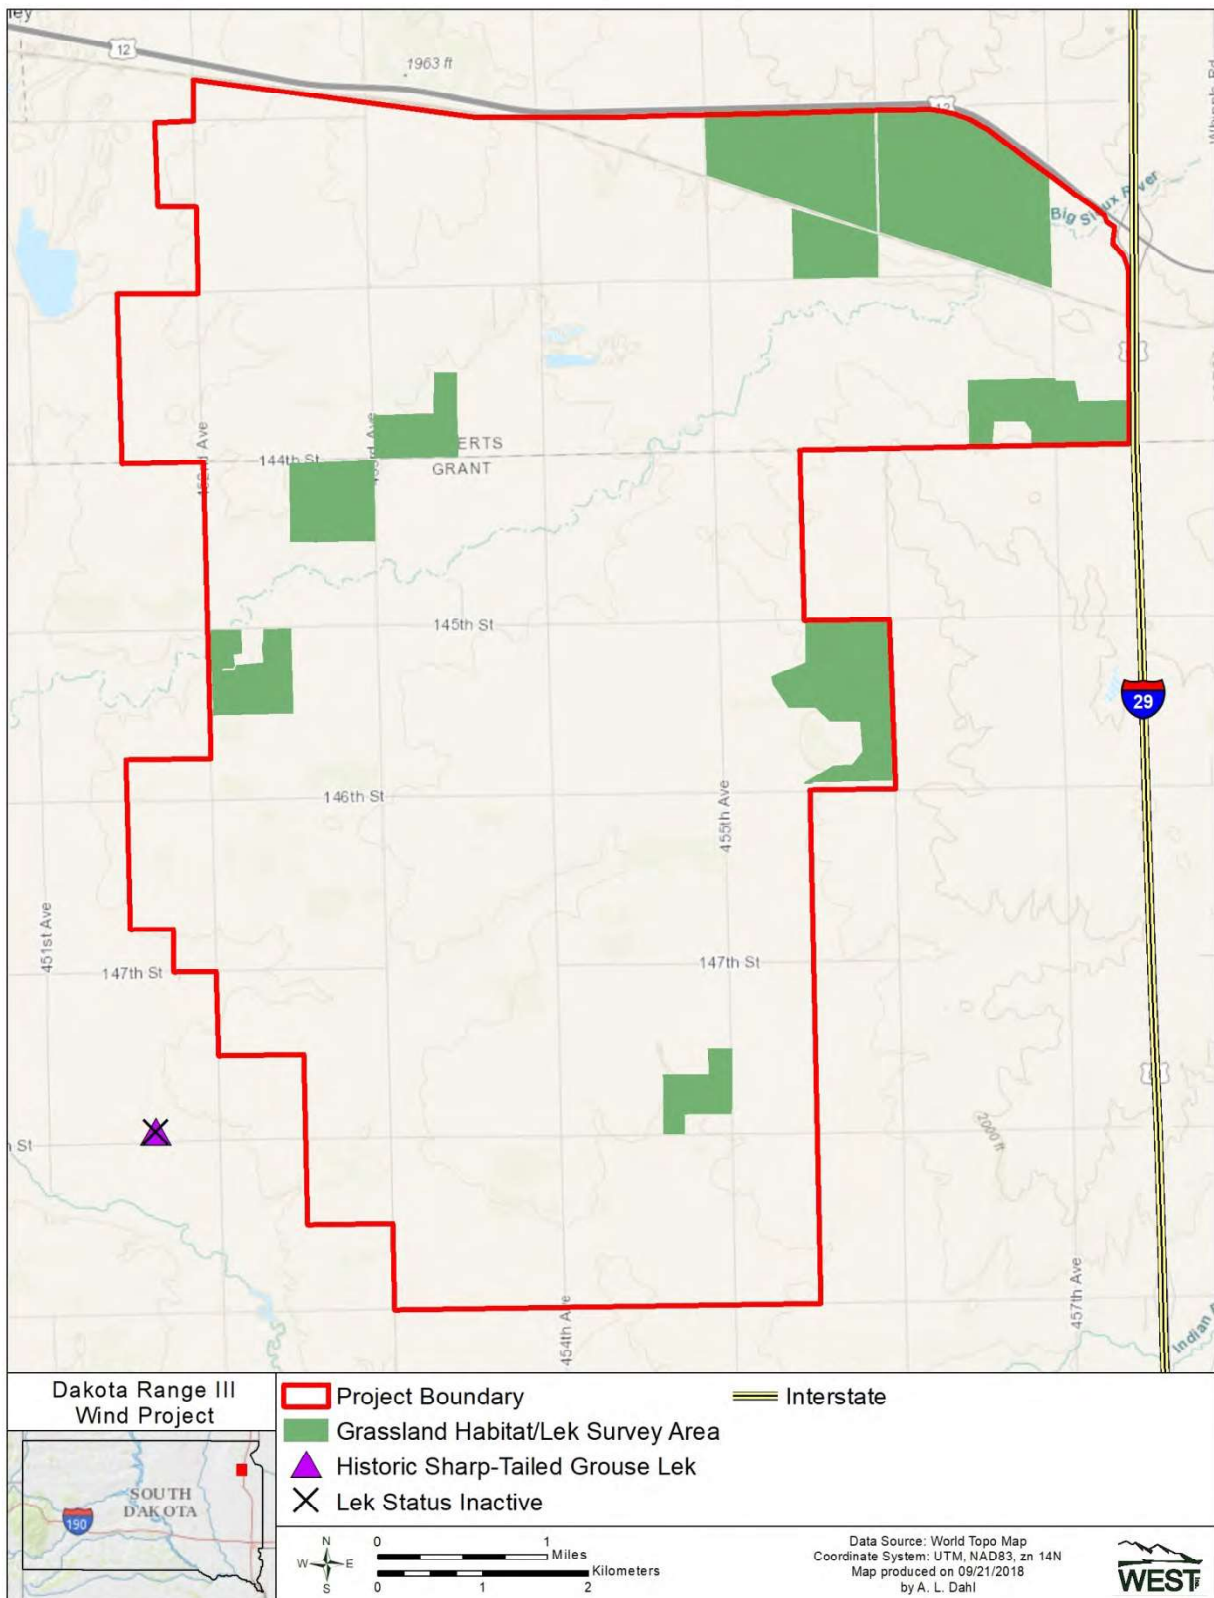 12
1963 ft
12
Big Sioux River
452nd Ave
144th St
ERTS
GRANT
145th St
29
146th St
455th Ave
451st Ave
147th St
147th St
St
2000 ft
454th Ave
457th Ave
Indian
Dakota Range III
Wind Project
SOUTH
DAKOTA
190
Project Boundary
Interstate
Grassland Habitat/Lek Survey Area
Historic Sharp-Tailed Grouse Lek
Lek Status Inactive
N
W E
S
0 1
Miles
Kilometers
0 1 2
Data Source: World Topo Map
Coordinate System: UTM, NAD83, zn 14N
Map produced on 09/21/2018
by A. L. Dahl
WEST